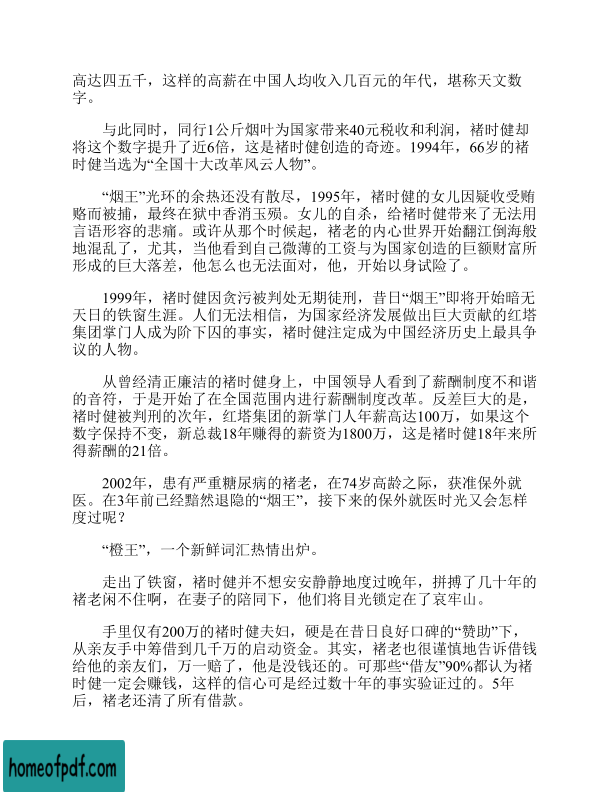 高达四五千，这样的高薪在中国人均收入几百元的年代，堪称天文数
字。
与此同时，同行1公斤烟叶为国家带来40元税收和利润，褚时健却
将这个数字提升了近6倍，这是褚时健创造的奇迹。1994年，66岁的褚
时健当选为“全国十大改革风云人物”。
“烟王”光环的余热还没有散尽，1995年，褚时健的女儿因疑收受贿
赂而被捕，最终在狱中香消玉殒。女儿的自杀，给褚时健带来了无法用
言语形容的悲痛。或许从那个时候起，褚老的内心世界开始翻江倒海般
地混乱了，尤其，当他看到自己微薄的工资与为国家创造的巨额财富所
形成的巨大落差，他怎么也无法面对，他，开始以身试险了。
1999年，褚时健因贪污被判处无期徒刑，昔日“烟王”即将开始暗无
天日的铁窗生涯。人们无法相信，为国家经济发展做出巨大贡献的红塔
集团掌门人成为阶下囚的事实，褚时健注定成为中国经济历史上最具争
议的人物。
从曾经清正廉洁的褚时健身上，中国领导人看到了薪酬制度不和谐
的音符，于是开始了在全国范围内进行薪酬制度改革。反差巨大的是，
褚时健被判刑的次年，红塔集团的新掌门人年薪高达100万，如果这个
数字保持不变，新总裁18年赚得的薪资为1800万，这是褚时健18年来所
得薪酬的21倍。
2002年，患有严重糖尿病的褚老，在74岁高龄之际，获准保外就
医。在3年前已经黯然退隐的“烟王”，接下来的保外就医时光又会怎样
度过呢？
“橙王”，一个新鲜词汇热情出炉。
走出了铁窗，褚时健并不想安安静静地度过晚年，拼搏了几十年的
褚老闲不住啊，在妻子的陪同下，他们将目光锁定在了哀牢山。
手里仅有200万的褚时健夫妇，硬是在昔日良好口碑的“赞助”下，
从亲友手中筹借到几千万的启动资金。其实，褚老也很谨慎地告诉借钱
给他的亲友们，万一赔了，他是没钱还的。可那些“借友”90%都认为褚
时健一定会赚钱，这样的信心可是经过数十年的事实验证过的。5年
后，褚老还清了所有借款。
homeofpdf.com